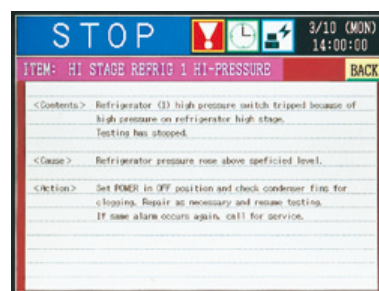 STOP
3/10 (MON)
14:00:00
ITEM: HI STAGE REFRIG 1 HI-PRESSURE
BACK
<Contents> Refrigerator (1) high pressure switch tripped because of
high pressure on refrigerator high stage.
Testing has stopped.
<Cause> Refrigerator pressure rose above speficied level.
<Action> Set POWER in OFF position and check condenser fins for
clogging. Repair as necessary and resume testing.
If same alarm occurs again, call for service.